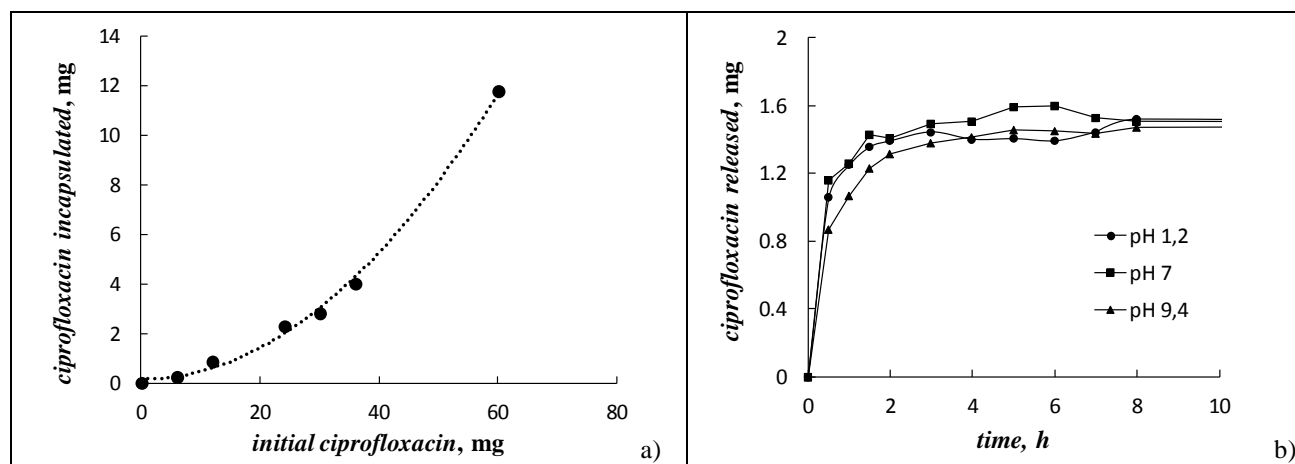 ciprofloxacin incapsulated, mg
14
12
10
8
6
4
2
0
0 20 40 60 80
initial ciprofloxacin, mg
a)
ciprofloxacin released, mg
2
1.6
1.2
0.8
0.4
0
pH 1,2
pH 7
pH 9,4
0 2 4 6 8 10
time, h
b)